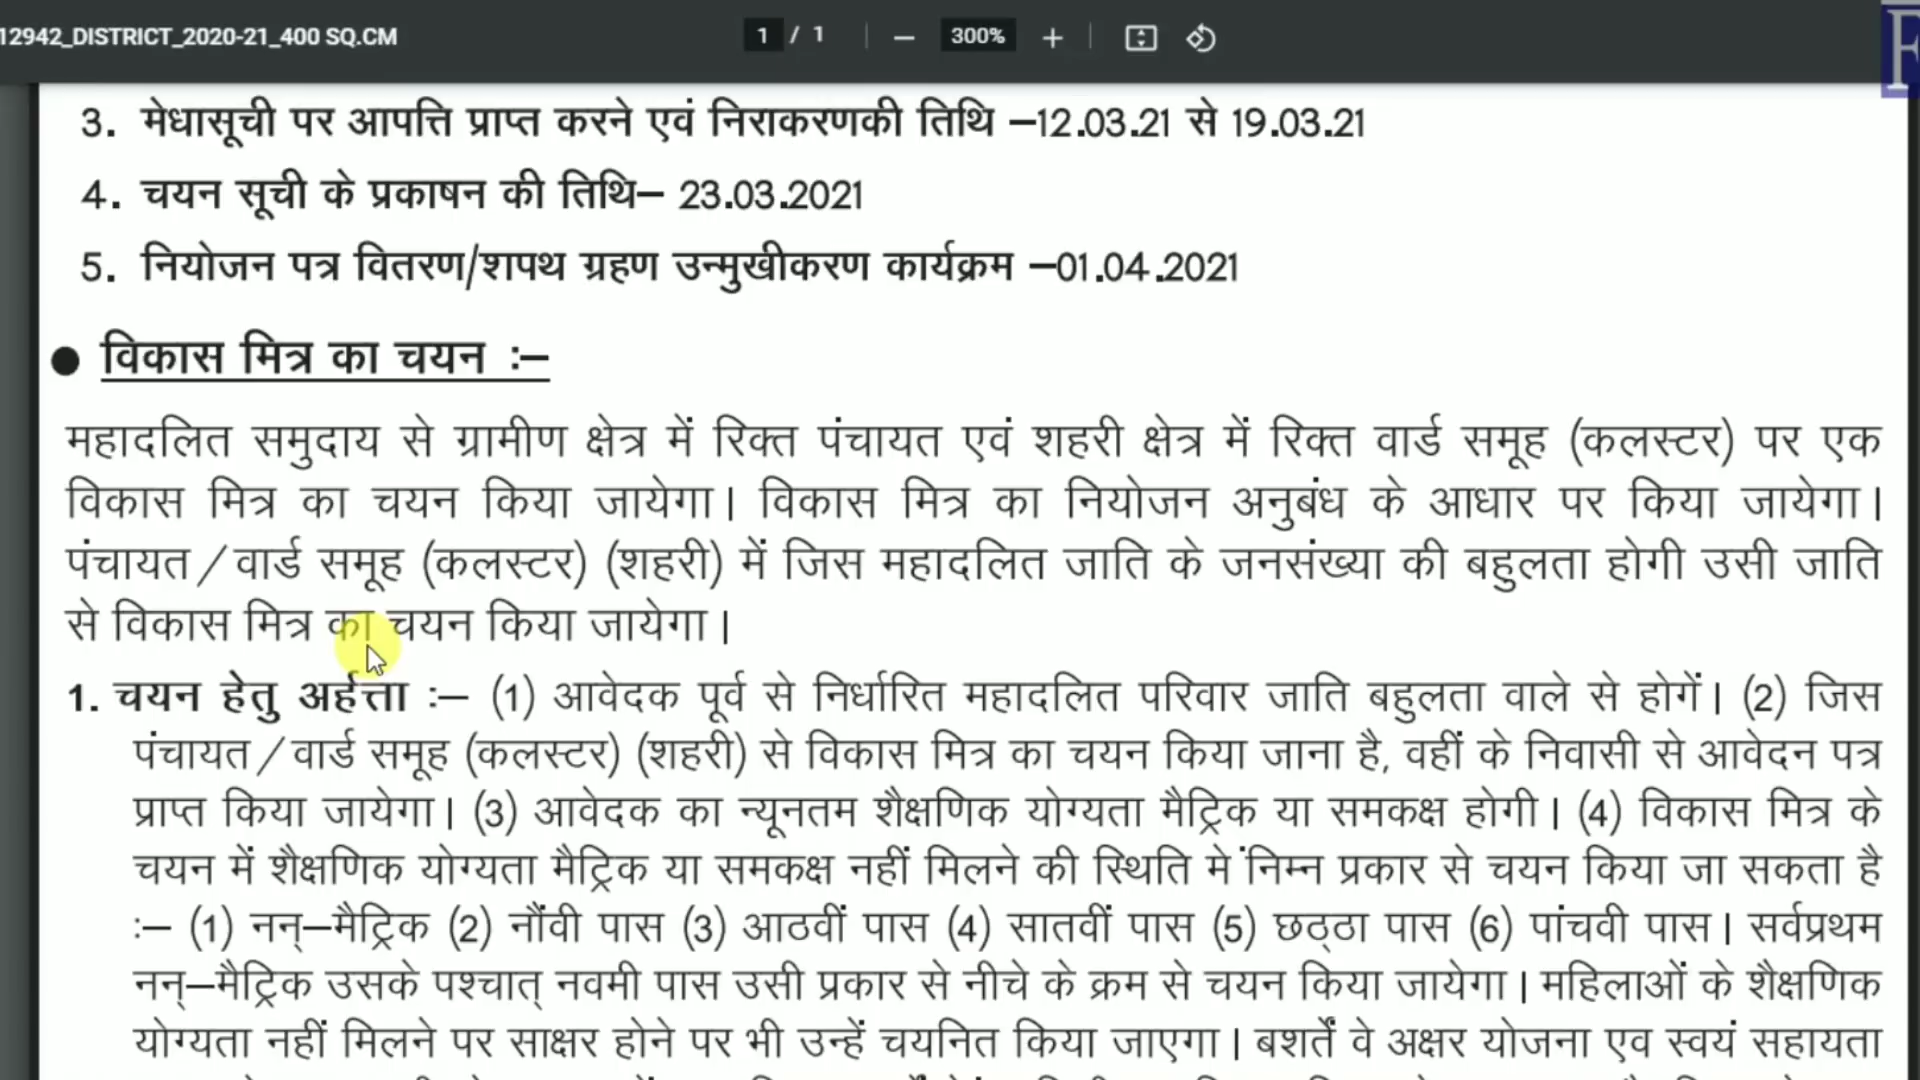 12942_DISTRICT_2020-21_400 SQ.CM
1 / 1
300%
F
3. मेधासूची पर आपत्ति प्राप्त करने एवं निराकरणकी तिथि –12.03.21 से 19.03.21
4. चयन सूची के प्रकाषन की तिथि– 23.03.2021
5. नियोजन पत्र वितरण/शपथ ग्रहण उन्मुखीकरण कार्यक्रम –01.04.2021
● विकास मित्र का चयन :–
महादलित समुदाय से ग्रामीण क्षेत्र में रिक्त पंचायत एवं शहरी क्षेत्र में रिक्त वार्ड समूह (कलस्टर) पर एक
विकास मित्र का चयन किया जायेगा। विकास मित्र का नियोजन अनुबंध के आधार पर किया जायेगा।
पंचायत/वार्ड समूह (कलस्टर) (शहरी) में जिस महादलित जाति के जनसंख्या की बहुलता होगी उसी जाति
से विकास मित्र का चयन किया जायेगा।
1. चयन हेतु अर्हत्ता :– (1) आवेदक पूर्व से निर्धारित महादलित परिवार जाति बहुलता वाले से होगें। (2) जिस
पंचायत/वार्ड समूह (कलस्टर) (शहरी) से विकास मित्र का चयन किया जाना है, वहीं के निवासी से आवेदन पत्र
प्राप्त किया जायेगा। (3) आवेदक का न्यूनतम शैक्षणिक योग्यता मैट्रिक या समकक्ष होगी। (4) विकास मित्र के
चयन में शैक्षणिक योग्यता मैट्रिक या समकक्ष नहीं मिलने की स्थिति मे निम्न प्रकार से चयन किया जा सकता है
:– (1) नन्–मैट्रिक (2) नौंवी पास (3) आठवीं पास (4) सातवीं पास (5) छठ्ठा पास (6) पांचवी पास। सर्वप्रथम
नन्–मैट्रिक उसके पश्चात् नवमी पास उसी प्रकार से नीचे के क्रम से चयन किया जायेगा। महिलाओं के शैक्षणिक
योग्यता नहीं मिलने पर साक्षर होने पर भी उन्हें चयनित किया जाएगा। बशर्तें वे अक्षर योजना एव स्वयं सहायता